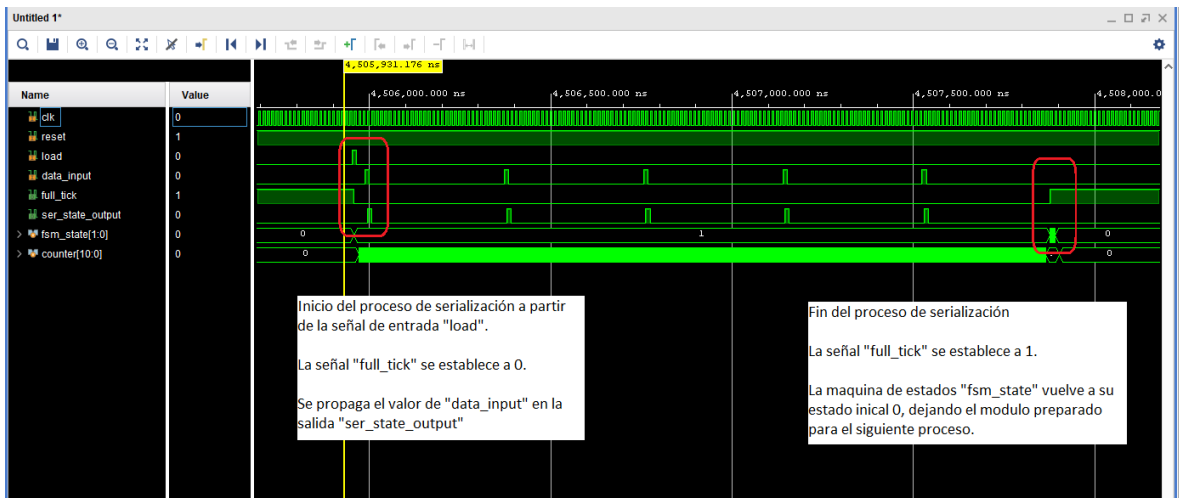 Untitled 1*
4,505,931.176 ns
Name
Value
4,506,000.000 ns
4,506,500.000 ns
4,507,000.000 ns
4,507,500.000 ns
4,508,000.0
clk
0
reset
1
load
0
data_input
0
full_tick
1
ser_state_output
0
fsm_state[1:0]
0
0
1
0
counter[10:0]
0
0
0
Inicio del proceso de serialización a partir
de la señal de entrada "load".
La señal "full_tick" se establece a 0.
Se propaga el valor de "data_input" en la
salida "ser_state_output"
Fin del proceso de serialización
La señal "full_tick" se establece a 1.
La maquina de estados "fsm_state" vuelve a su
estado inical 0, dejando el modulo preparado
para el siguiente proceso.